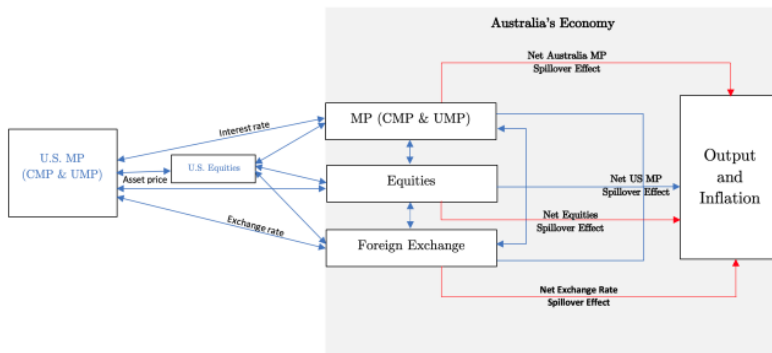 Australia's Economy
Net Australia MP
Spillover Effect
Interest rate
MP (CMP & UMP)
U.S. MP
(CMP & UMP)
U.S. Equities
Asset price
Equities
Net US MP
Spillover Effect
Output
and
Inflation
Net Equities
Spillover Effect
Exchange rate
Foreign Exchange
Net Exchange Rate
Spillover Effect